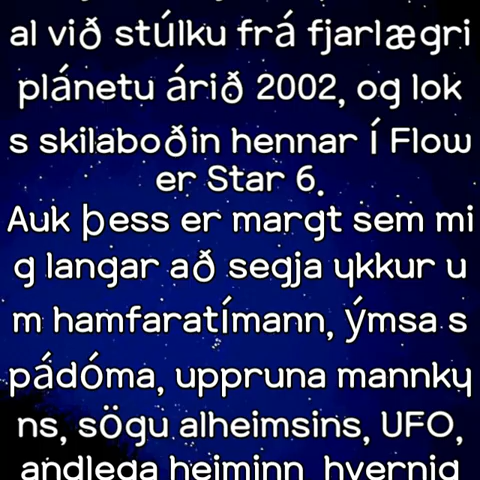 al við stúlku frá fjarlægri
plánetu árið 2002, og lok
s skilaboðin hennar í Flow
er Star 6.
Auk þess er margt sem mi
g langar að segja ykkur u
m hamfaratímann, ýmsa s
pádóma, uppruna mannky
ns, sögu alheimsins, UFO,
andlega heiminn, hvernig